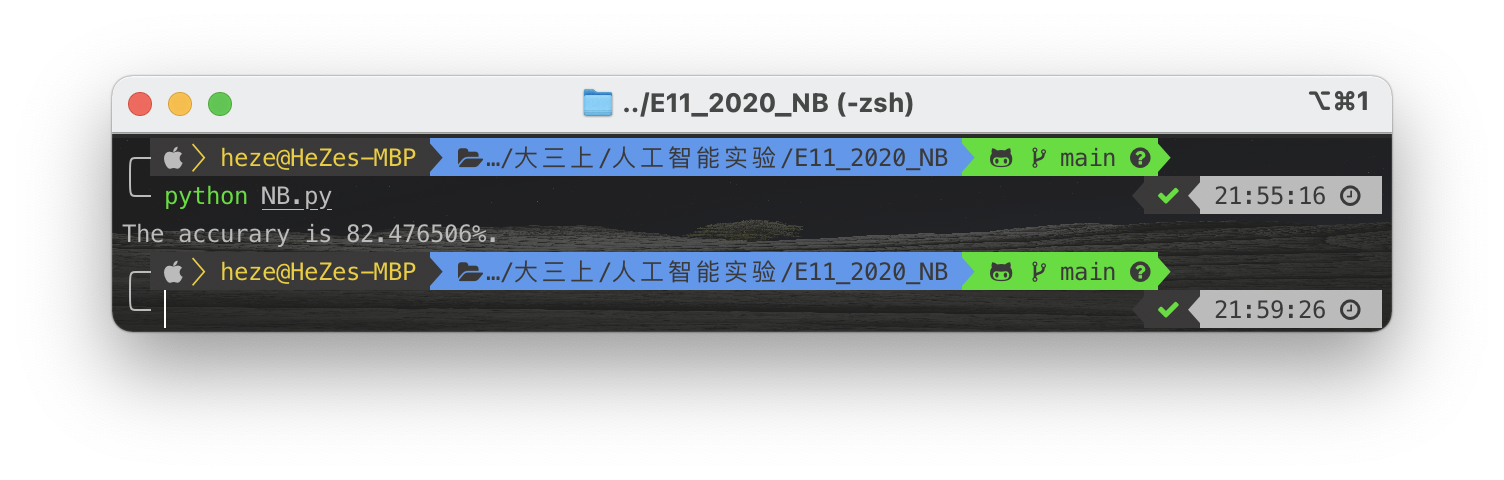 ../E11_2020_NB (-zsh) ⌥⌘1
heze@HeZes-MBP …/大三上/人工智能实验/E11_2020_NB main ?
python NB.py 21:55:16
The accurary is 82.476506%.
heze@HeZes-MBP …/大三上/人工智能实验/E11_2020_NB main ?
21:59:26